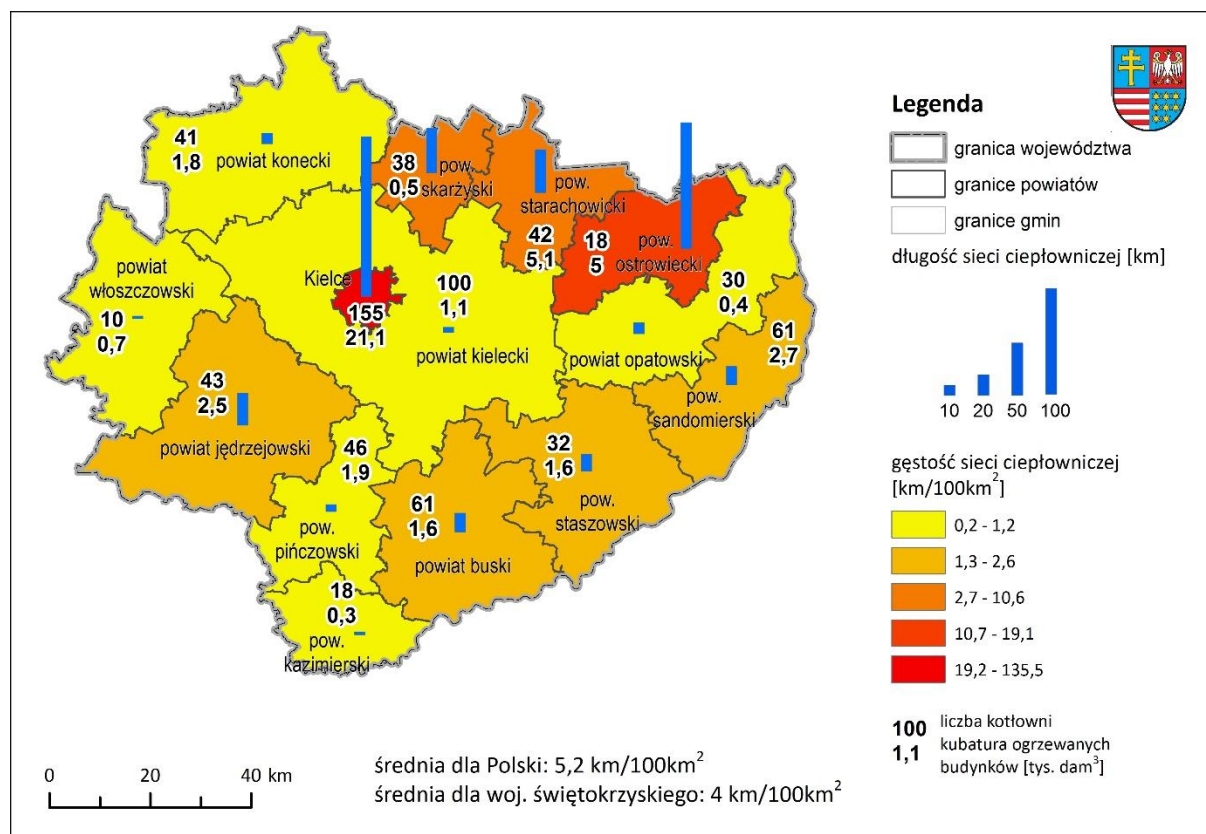 41
1,8
powiat konecki
38
0,5
pow.
skarżyski
pow.
starachowicki
42
5,1
18
5
pow.
ostrowiecki
powiat
włoszczowski
10
0,7
Kielce
155
21,1
100
1,1
powiat kielecki
30
0,4
powiat opatowski
61
2,7
pow.
sandomierski
43
2,5
powiat jędrzejowski
46
1,9
pow.
pińczowski
32
1,6
pow.
staszowski
61
1,6
powiat buski
18
0,3
pow.
kazimierski
0 20 40 km
średnia dla Polski: 5,2 km/100km²
średnia dla woj. świętokrzyskiego: 4 km/100km²
Legenda
granica województwa
granice powiatów
granice gmin
długość sieci ciepłowniczej [km]
10 20 50 100
gęstość sieci ciepłowniczej
[km/100km²]
0,2 - 1,2
1,3 - 2,6
2,7 - 10,6
10,7 - 19,1
19,2 - 135,5
100 liczba kotłowni
1,1 kubatura ogrzewanych
budynków [tys. dam³]